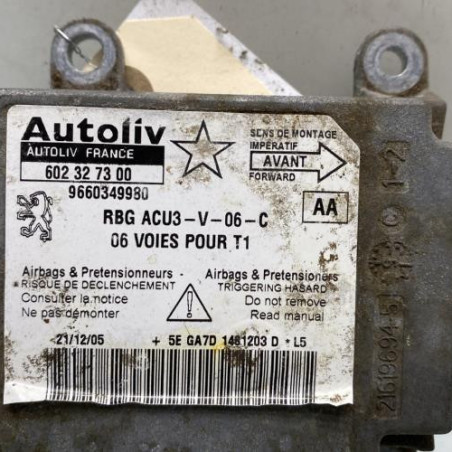 Autoliv
AUTOLIV FRANCE
602 32 73 00
9660349980
SENS DE MONTAGE
IMPÉRATIF
AVANT
FORWARD
RBG ACU3-V-06-C
06 VOIES POUR T1
AA
Airbags & Pretensionneurs
RISQUE DE DECLENCHEMENT
Consulter la notice
Ne pas démonter
Airbags & Pretensioners
TRIGGERING HASARD
Do not remove
Read manual
21/12/05 + 5E GA7D 1481203 D * L5